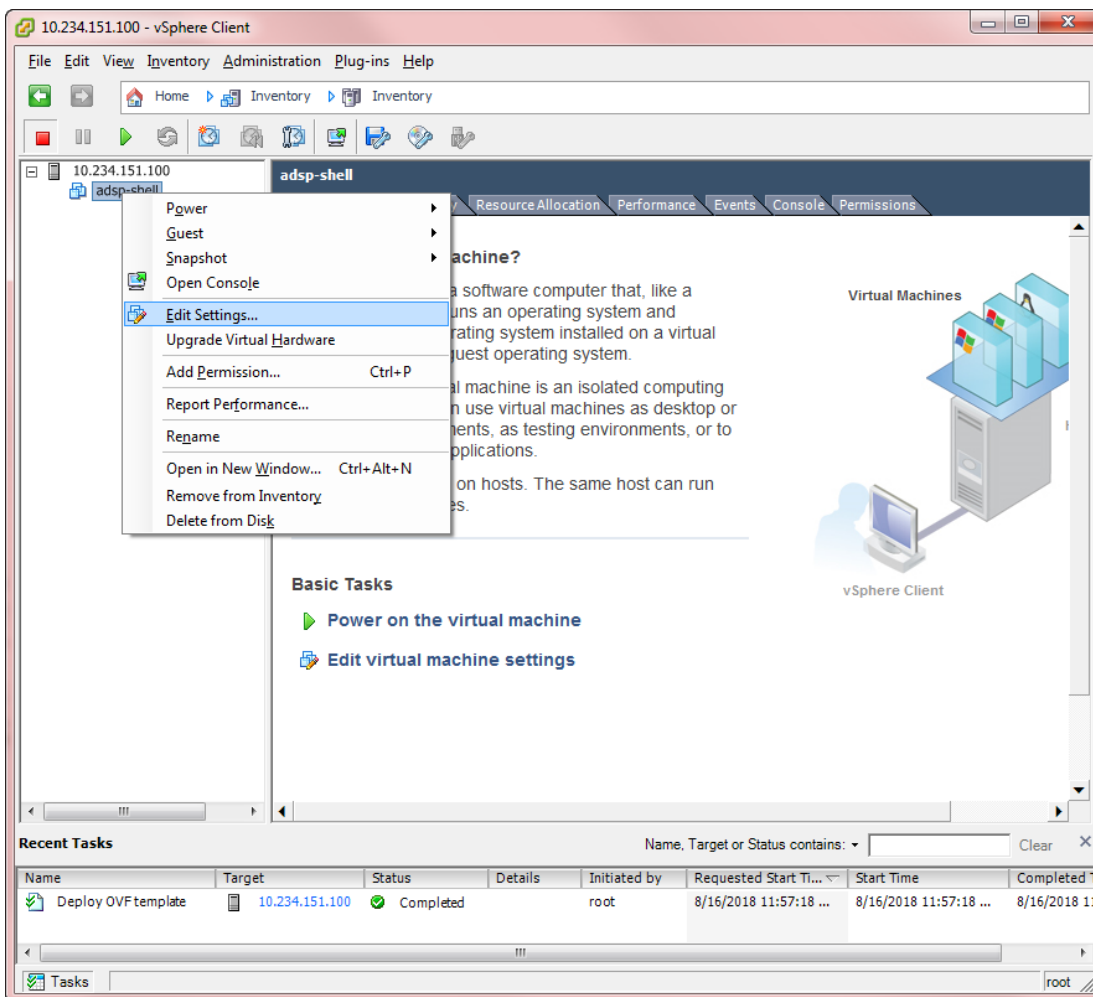 10.234.151.100 - vSphere Client
File Edit View Inventory Administration Plug-ins Help
Home Inventory Inventory
10.234.151.100
adsp-shell
adsp-shell
Resource Allocation Performance Events Console Permissions
Power
Guest
Snapshot
Open Console
Edit Settings...
Upgrade Virtual Hardware
Add Permission... Ctrl+P
Report Performance...
Rename
Open in New Window... Ctrl+Alt+N
Remove from Inventory
Delete from Disk
achine?
a software computer that, like a
uns an operating system and
rating system installed on a virtual
guest operating system.
al machine is an isolated computing
n use virtual machines as desktop or
ments, as testing environments, or to
pplications.
on hosts. The same host can run
es.
Virtual Machines
vSphere Client
Basic Tasks
Power on the virtual machine
Edit virtual machine settings
Recent Tasks
Name, Target or Status contains: Clear
Name Target Status Details Initiated by Requested Start Ti... Start Time Completed T
Deploy OVF template 10.234.151.100 Completed root 8/16/2018 11:57:18 ... 8/16/2018 11:57:18 ... 8/16/2018 11:
Tasks
root